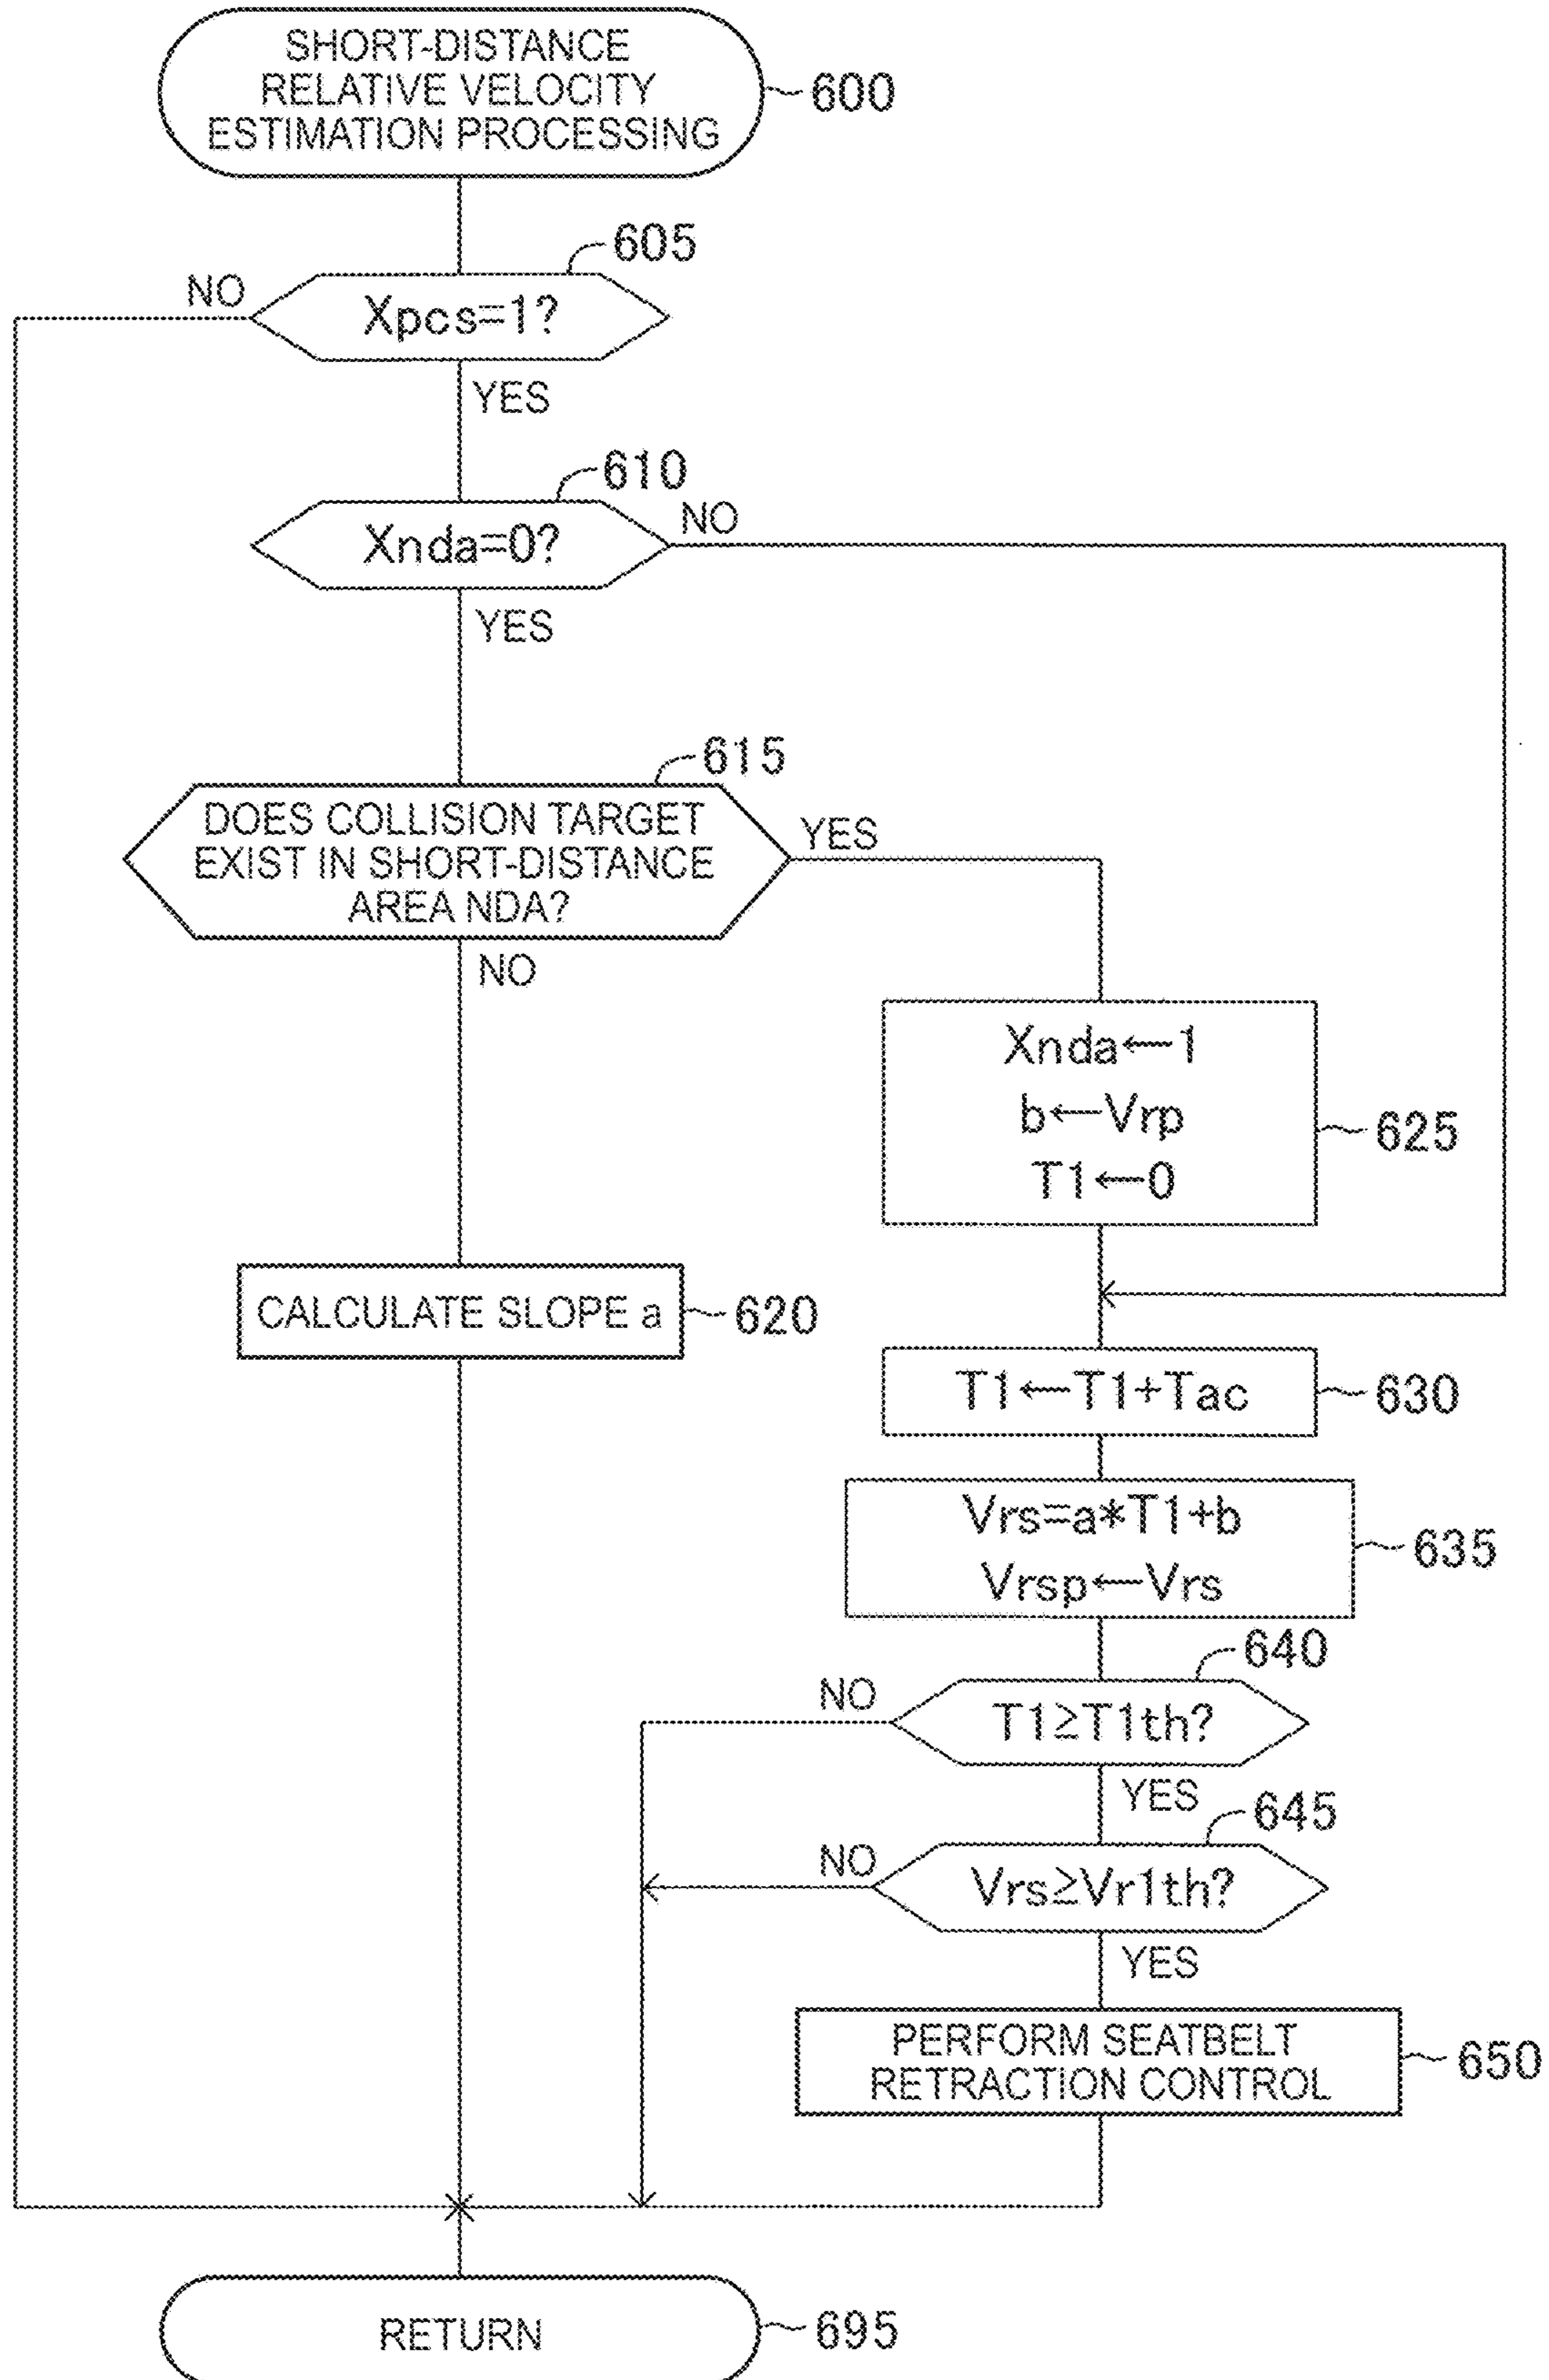 SHORT-DISTANCE
RELATIVE VELOCITY
ESTIMATION PROCESSING
600
605
NO
Xpcs=1?
YES
610
NO
Xnda=0?
YES
615
DOES COLLISION TARGET
EXIST IN SHORT-DISTANCE
AREA NDA?
YES
NO
Xnda←1
b←Vrp
T1←0
625
CALCULATE SLOPE a
620
T1←T1+Tac
630
Vrs=a*T1+b
Vrsp←Vrs
635
640
NO
T1≥T1th?
YES
645
NO
Vrs≥Vr1th?
YES
PERFORM SEATBELT
RETRACTION CONTROL
650
RETURN
695